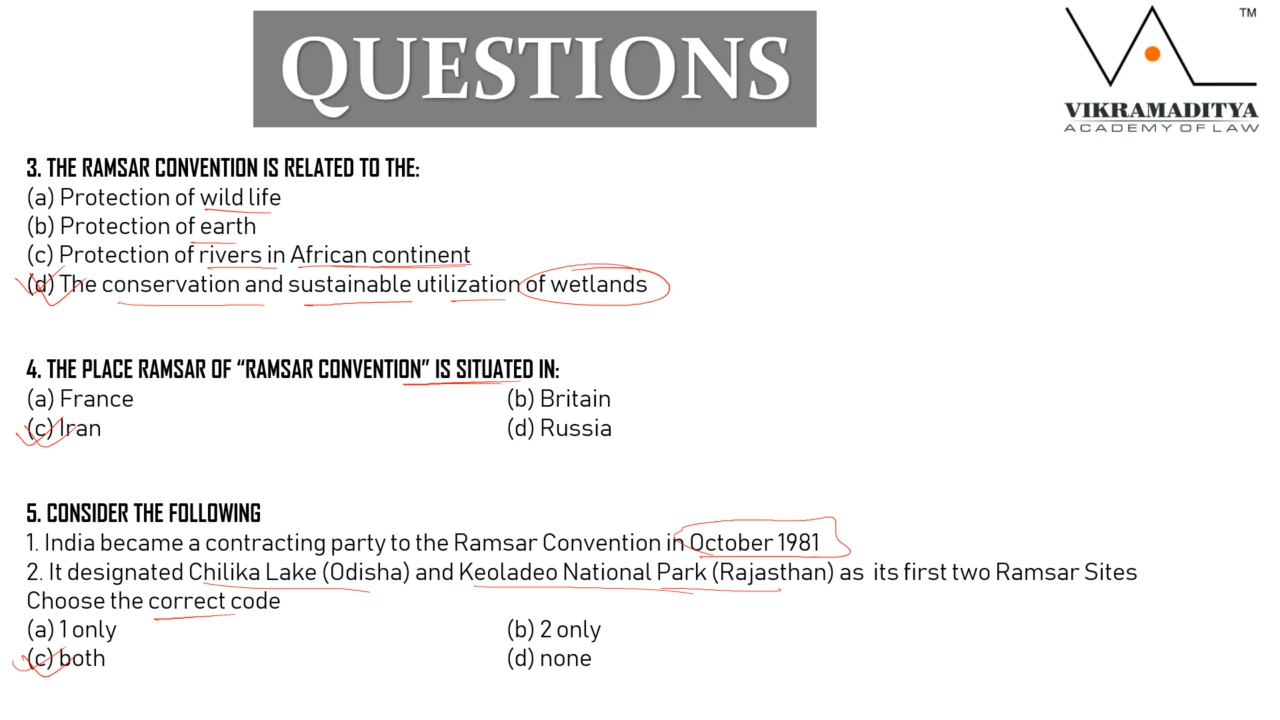 QUESTIONS
TM
VIKRAMADITYA
ACADEMY OF LAW
3. THE RAMSAR CONVENTION IS RELATED TO THE:
(a) Protection of wild life
(b) Protection of earth
(c) Protection of rivers in African continent
(d) The conservation and sustainable utilization of wetlands
4. THE PLACE RAMSAR OF “RAMSAR CONVENTION” IS SITUATED IN:
(a) France (b) Britain
(c) Iran (d) Russia
5. CONSIDER THE FOLLOWING
1. India became a contracting party to the Ramsar Convention in October 1981
2. It designated Chilika Lake (Odisha) and Keoladeo National Park (Rajasthan) as its first two Ramsar Sites
Choose the correct code
(a) 1 only (b) 2 only
(c) both (d) none